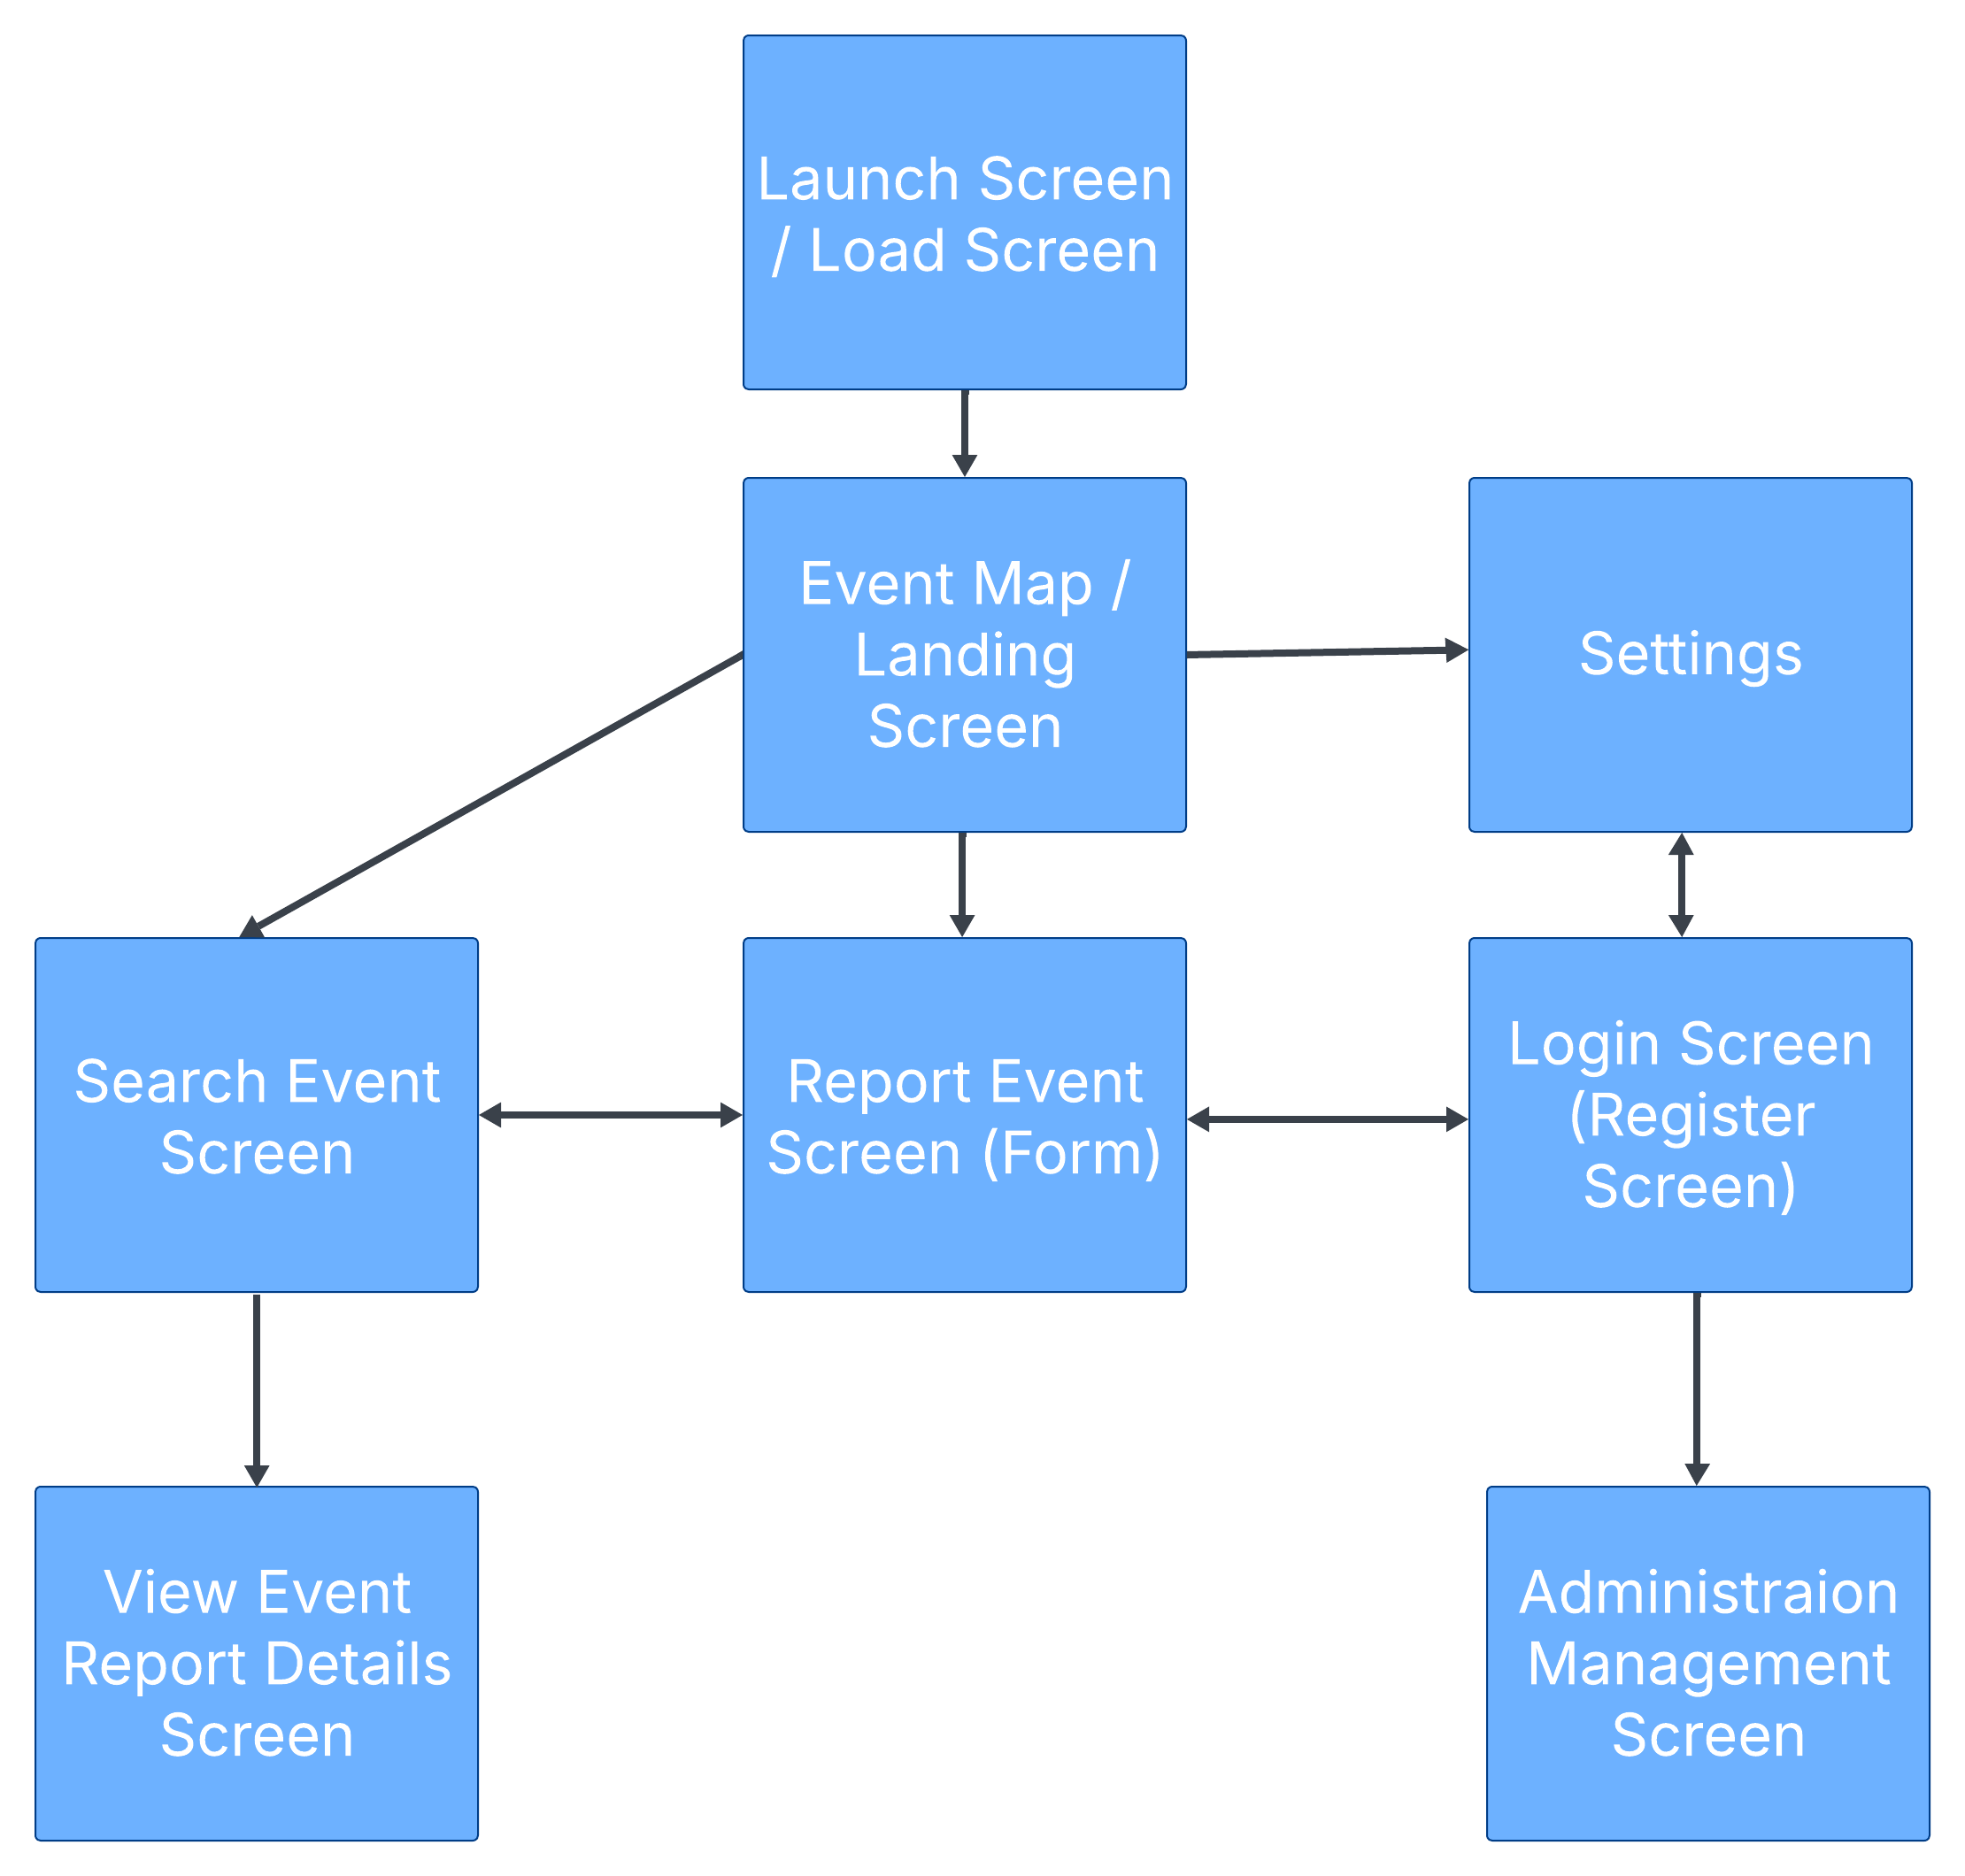 Launch Screen
/ Load Screen
Event Map /
Landing
Screen
Settings
Search Event
Screen
Report Event
Screen (Form)
Login Screen
(Register
Screen)
View Event
Report Details
Screen
Administraion
Management
Screen